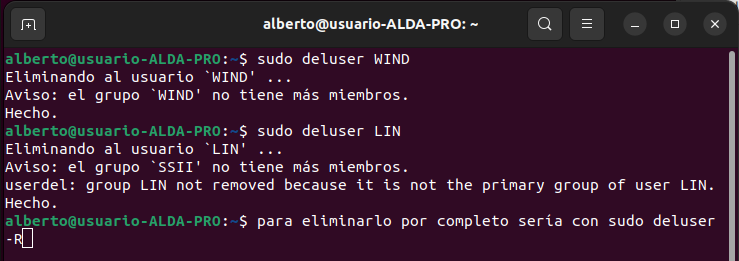 alberto@usuario-ALDA-PRO: ~
alberto@usuario-ALDA-PRO:~$ sudo deluser WIND
Eliminando al usuario `WIND' ...
Aviso: el grupo `WIND' no tiene más miembros.
Hecho.
alberto@usuario-ALDA-PRO:~$ sudo deluser LIN
Eliminando al usuario `LIN' ...
Aviso: el grupo `SSII' no tiene más miembros.
userdel: group LIN not removed because it is not the primary group of user LIN.
Hecho.
alberto@usuario-ALDA-PRO:~$ para eliminarlo por completo sería con sudo deluser
-R